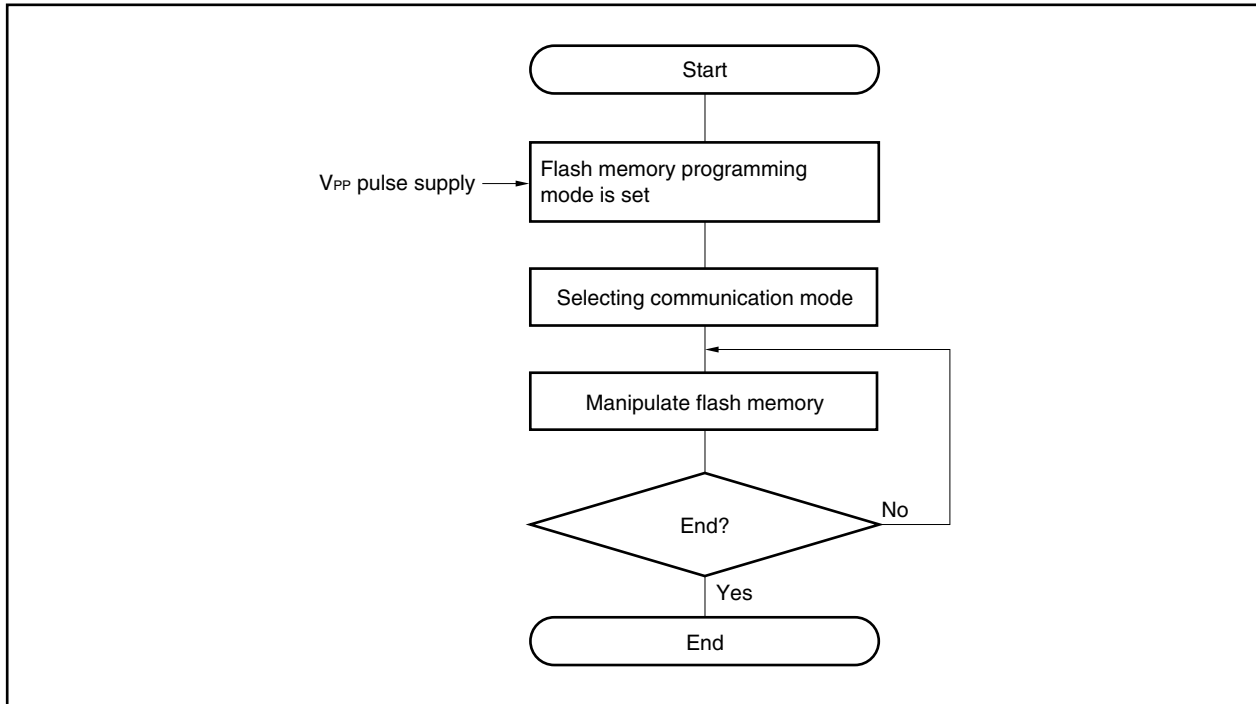 Start
VPP pulse supply
Flash memory programming
mode is set
Selecting communication mode
Manipulate flash memory
End?
No
Yes
End